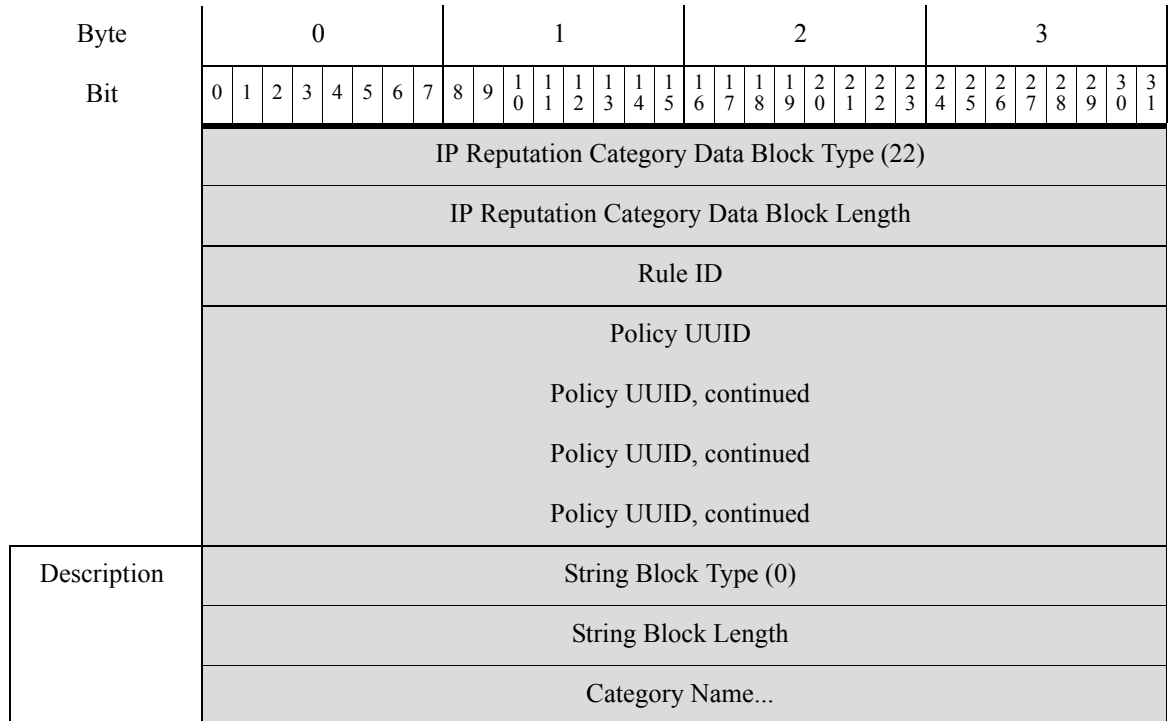 Byte 0 1 2 3
Bit 0 1 2 3 4 5 6 7 8 9 10 11 12 13 14 15 16 17 18 19 20 21 22 23 24 25 26 27 28 29 30 31
IP Reputation Category Data Block Type (22)
IP Reputation Category Data Block Length
Rule ID
Policy UUID
Policy UUID, continued
Policy UUID, continued
Policy UUID, continued
Description String Block Type (0)
String Block Length
Category Name...